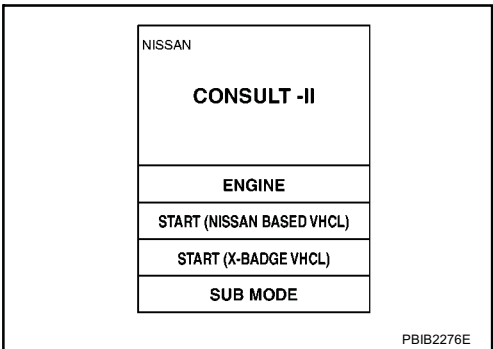 NISSAN
CONSULT -II
ENGINE
START (NISSAN BASED VHCL)
START (X-BADGE VHCL)
SUB MODE
PBIB2276E